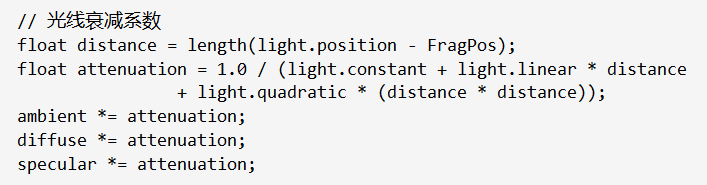 // 光线衰减系数
float distance = length(light.position - FragPos);
float attenuation = 1.0 / (light.constant + light.linear * distance
+ light.quadratic * (distance * distance));
ambient *= attenuation;
diffuse *= attenuation;
specular *= attenuation;